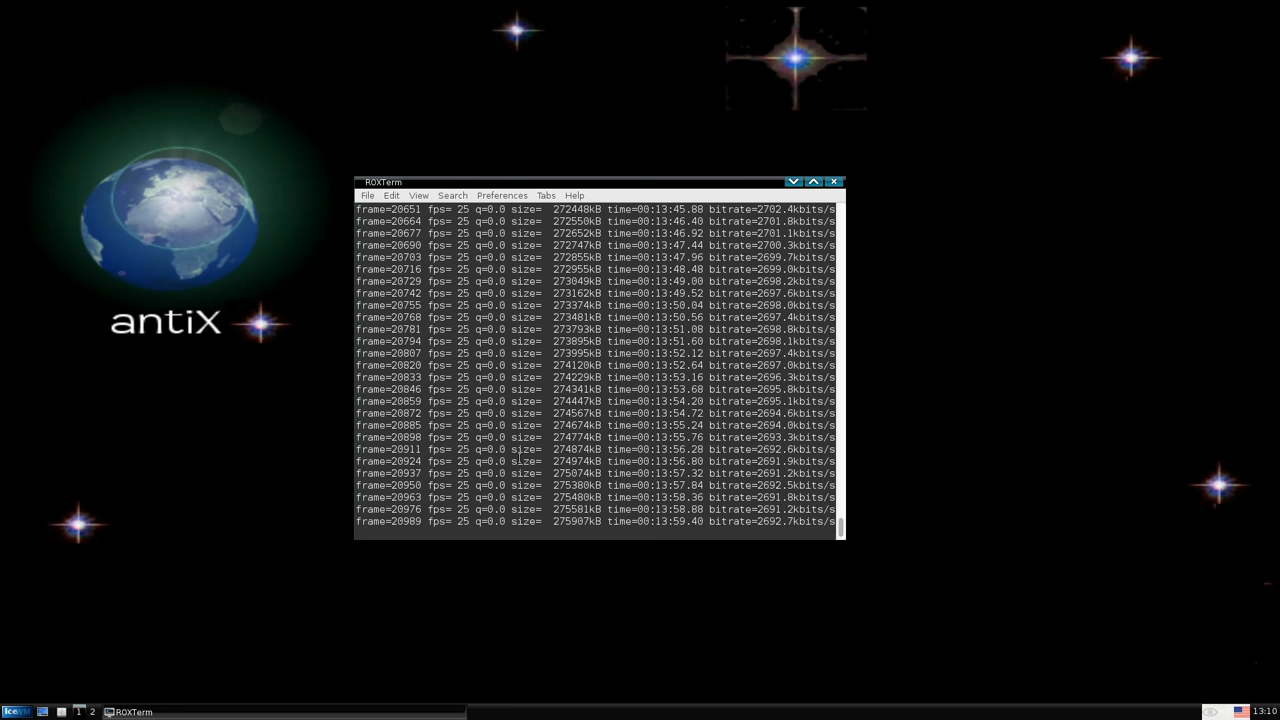 antiX
ROXTerm
File Edit View Search Preferences Tabs Help
frame=20651 fps= 25 q=0.0 size=  272448kB time=00:13:45.88 bitrate=2702.4kbits/s
frame=20664 fps= 25 q=0.0 size=  272550kB time=00:13:46.40 bitrate=2701.8kbits/s
frame=20677 fps= 25 q=0.0 size=  272652kB time=00:13:46.92 bitrate=2701.1kbits/s
frame=20690 fps= 25 q=0.0 size=  272747kB time=00:13:47.44 bitrate=2700.3kbits/s
frame=20703 fps= 25 q=0.0 size=  272855kB time=00:13:47.96 bitrate=2699.7kbits/s
frame=20716 fps= 25 q=0.0 size=  272955kB time=00:13:48.48 bitrate=2699.0kbits/s
frame=20729 fps= 25 q=0.0 size=  273049kB time=00:13:49.00 bitrate=2698.2kbits/s
frame=20742 fps= 25 q=0.0 size=  273162kB time=00:13:49.52 bitrate=2697.6kbits/s
frame=20755 fps= 25 q=0.0 size=  273374kB time=00:13:50.04 bitrate=2698.0kbits/s
frame=20768 fps= 25 q=0.0 size=  273481kB time=00:13:50.56 bitrate=2697.4kbits/s
frame=20781 fps= 25 q=0.0 size=  273793kB time=00:13:51.08 bitrate=2698.8kbits/s
frame=20794 fps= 25 q=0.0 size=  273895kB time=00:13:51.60 bitrate=2698.1kbits/s
frame=20807 fps= 25 q=0.0 size=  273995kB time=00:13:52.12 bitrate=2697.4kbits/s
frame=20820 fps= 25 q=0.0 size=  274120kB time=00:13:52.64 bitrate=2697.0kbits/s
frame=20833 fps= 25 q=0.0 size=  274229kB time=00:13:53.16 bitrate=2696.3kbits/s
frame=20846 fps= 25 q=0.0 size=  274341kB time=00:13:53.68 bitrate=2695.8kbits/s
frame=20859 fps= 25 q=0.0 size=  274447kB time=00:13:54.20 bitrate=2695.1kbits/s
frame=20872 fps= 25 q=0.0 size=  274567kB time=00:13:54.72 bitrate=2694.6kbits/s
frame=20885 fps= 25 q=0.0 size=  274674kB time=00:13:55.24 bitrate=2694.0kbits/s
frame=20898 fps= 25 q=0.0 size=  274774kB time=00:13:55.76 bitrate=2693.3kbits/s
frame=20911 fps= 25 q=0.0 size=  274874kB time=00:13:56.28 bitrate=2692.6kbits/s
frame=20924 fps= 25 q=0.0 size=  274974kB time=00:13:56.80 bitrate=2691.9kbits/s
frame=20937 fps= 25 q=0.0 size=  275074kB time=00:13:57.32 bitrate=2691.2kbits/s
frame=20950 fps= 25 q=0.0 size=  275380kB time=00:13:57.84 bitrate=2692.5kbits/s
frame=20963 fps= 25 q=0.0 size=  275480kB time=00:13:58.36 bitrate=2691.8kbits/s
frame=20976 fps= 25 q=0.0 size=  275581kB time=00:13:58.88 bitrate=2691.2kbits/s
frame=20989 fps= 25 q=0.0 size=  275907kB time=00:13:59.40 bitrate=2692.7kbits/s
IceWM 1 2 ROXTerm 13:10